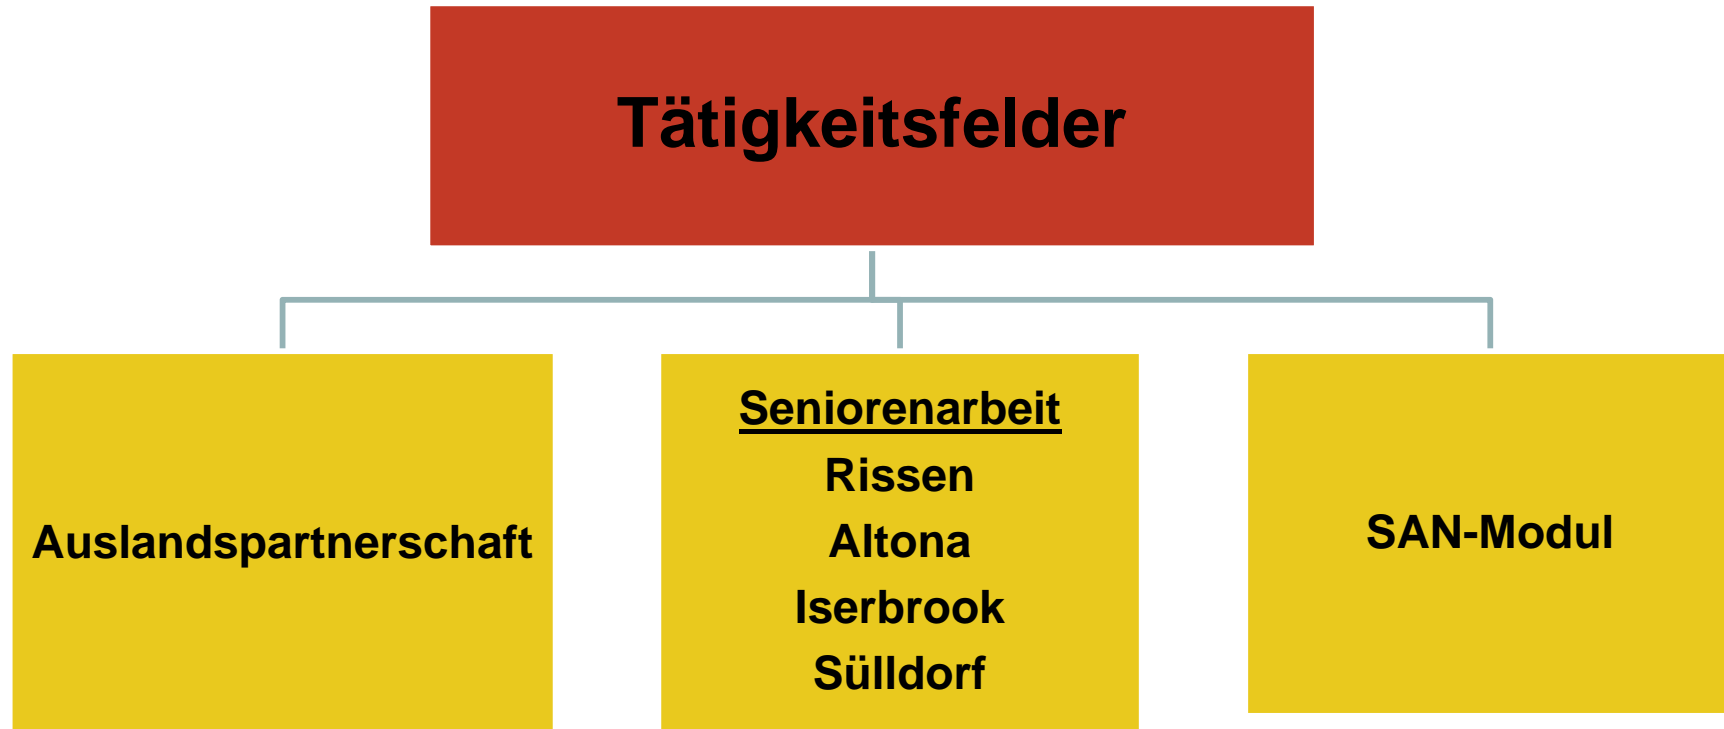 Tätigkeitsfelder
Auslandspartnerschaft
Seniorenarbeit
Rissen
Altona
Iserbrook
Sülldorf
SAN-Modul